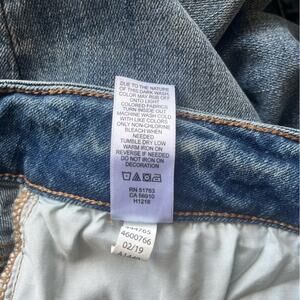 DUE TO THE NATURE
OF THIS DARK WASH
COLOR MAY RUB OFF
ONTO LIGHT
COLORED FABRICS
TURN INSIDE OUT
MACHINE WASH COLD
WITH LIKE COLORS
ONLY NON-CHLORINE
BLEACH WHEN
NEEDED
TUMBLE DRY LOW
WARM IRON ON
REVERSE IF NEEDED
DO NOT IRON ON
DECORATION
RN 51763
CA 56910
H1218
4600766
02/19